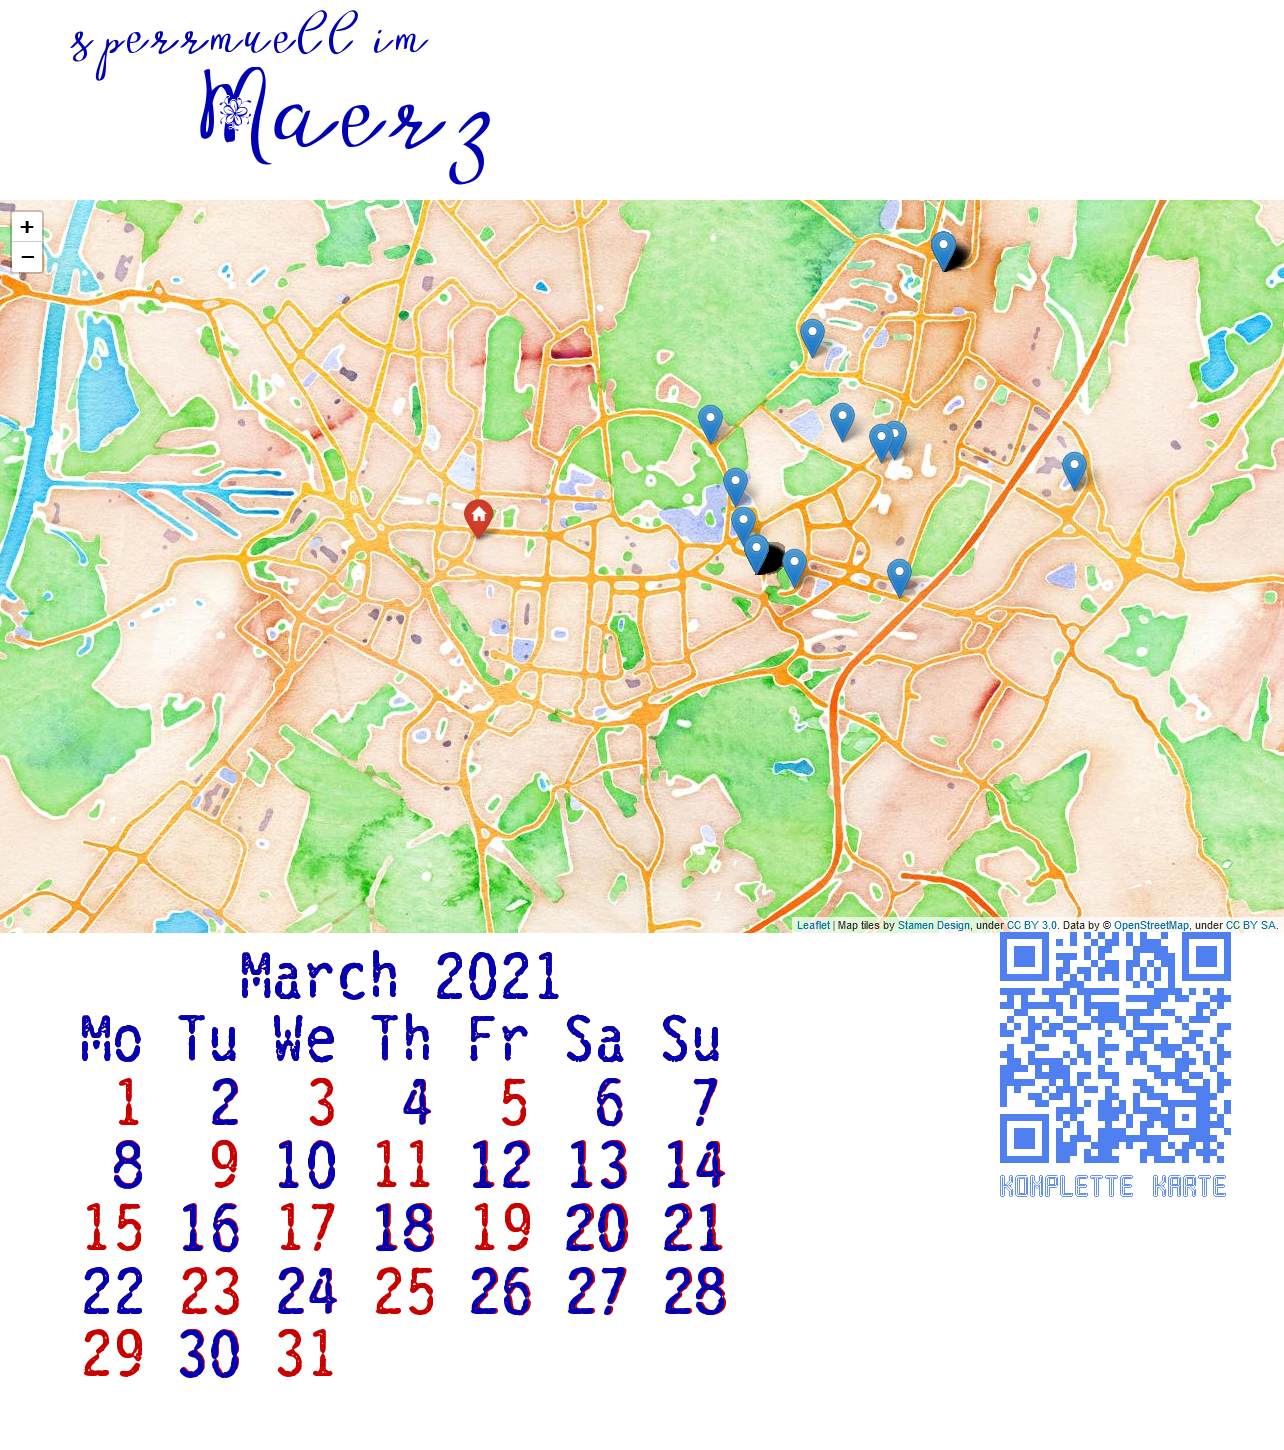 sperrmuell im
Maerz
+
−
Leaflet | Map tiles by Stamen Design, under CC BY 3.0. Data by © OpenStreetMap, under CC BY SA.
March 2021
Mo Tu We Th Fr Sa Su
1 2 3 4 5 6 7
8 9 10 11 12 13 14
15 16 17 18 19 20 21
22 23 24 25 26 27 28
29 30 31
KOMPLETTE KARTE